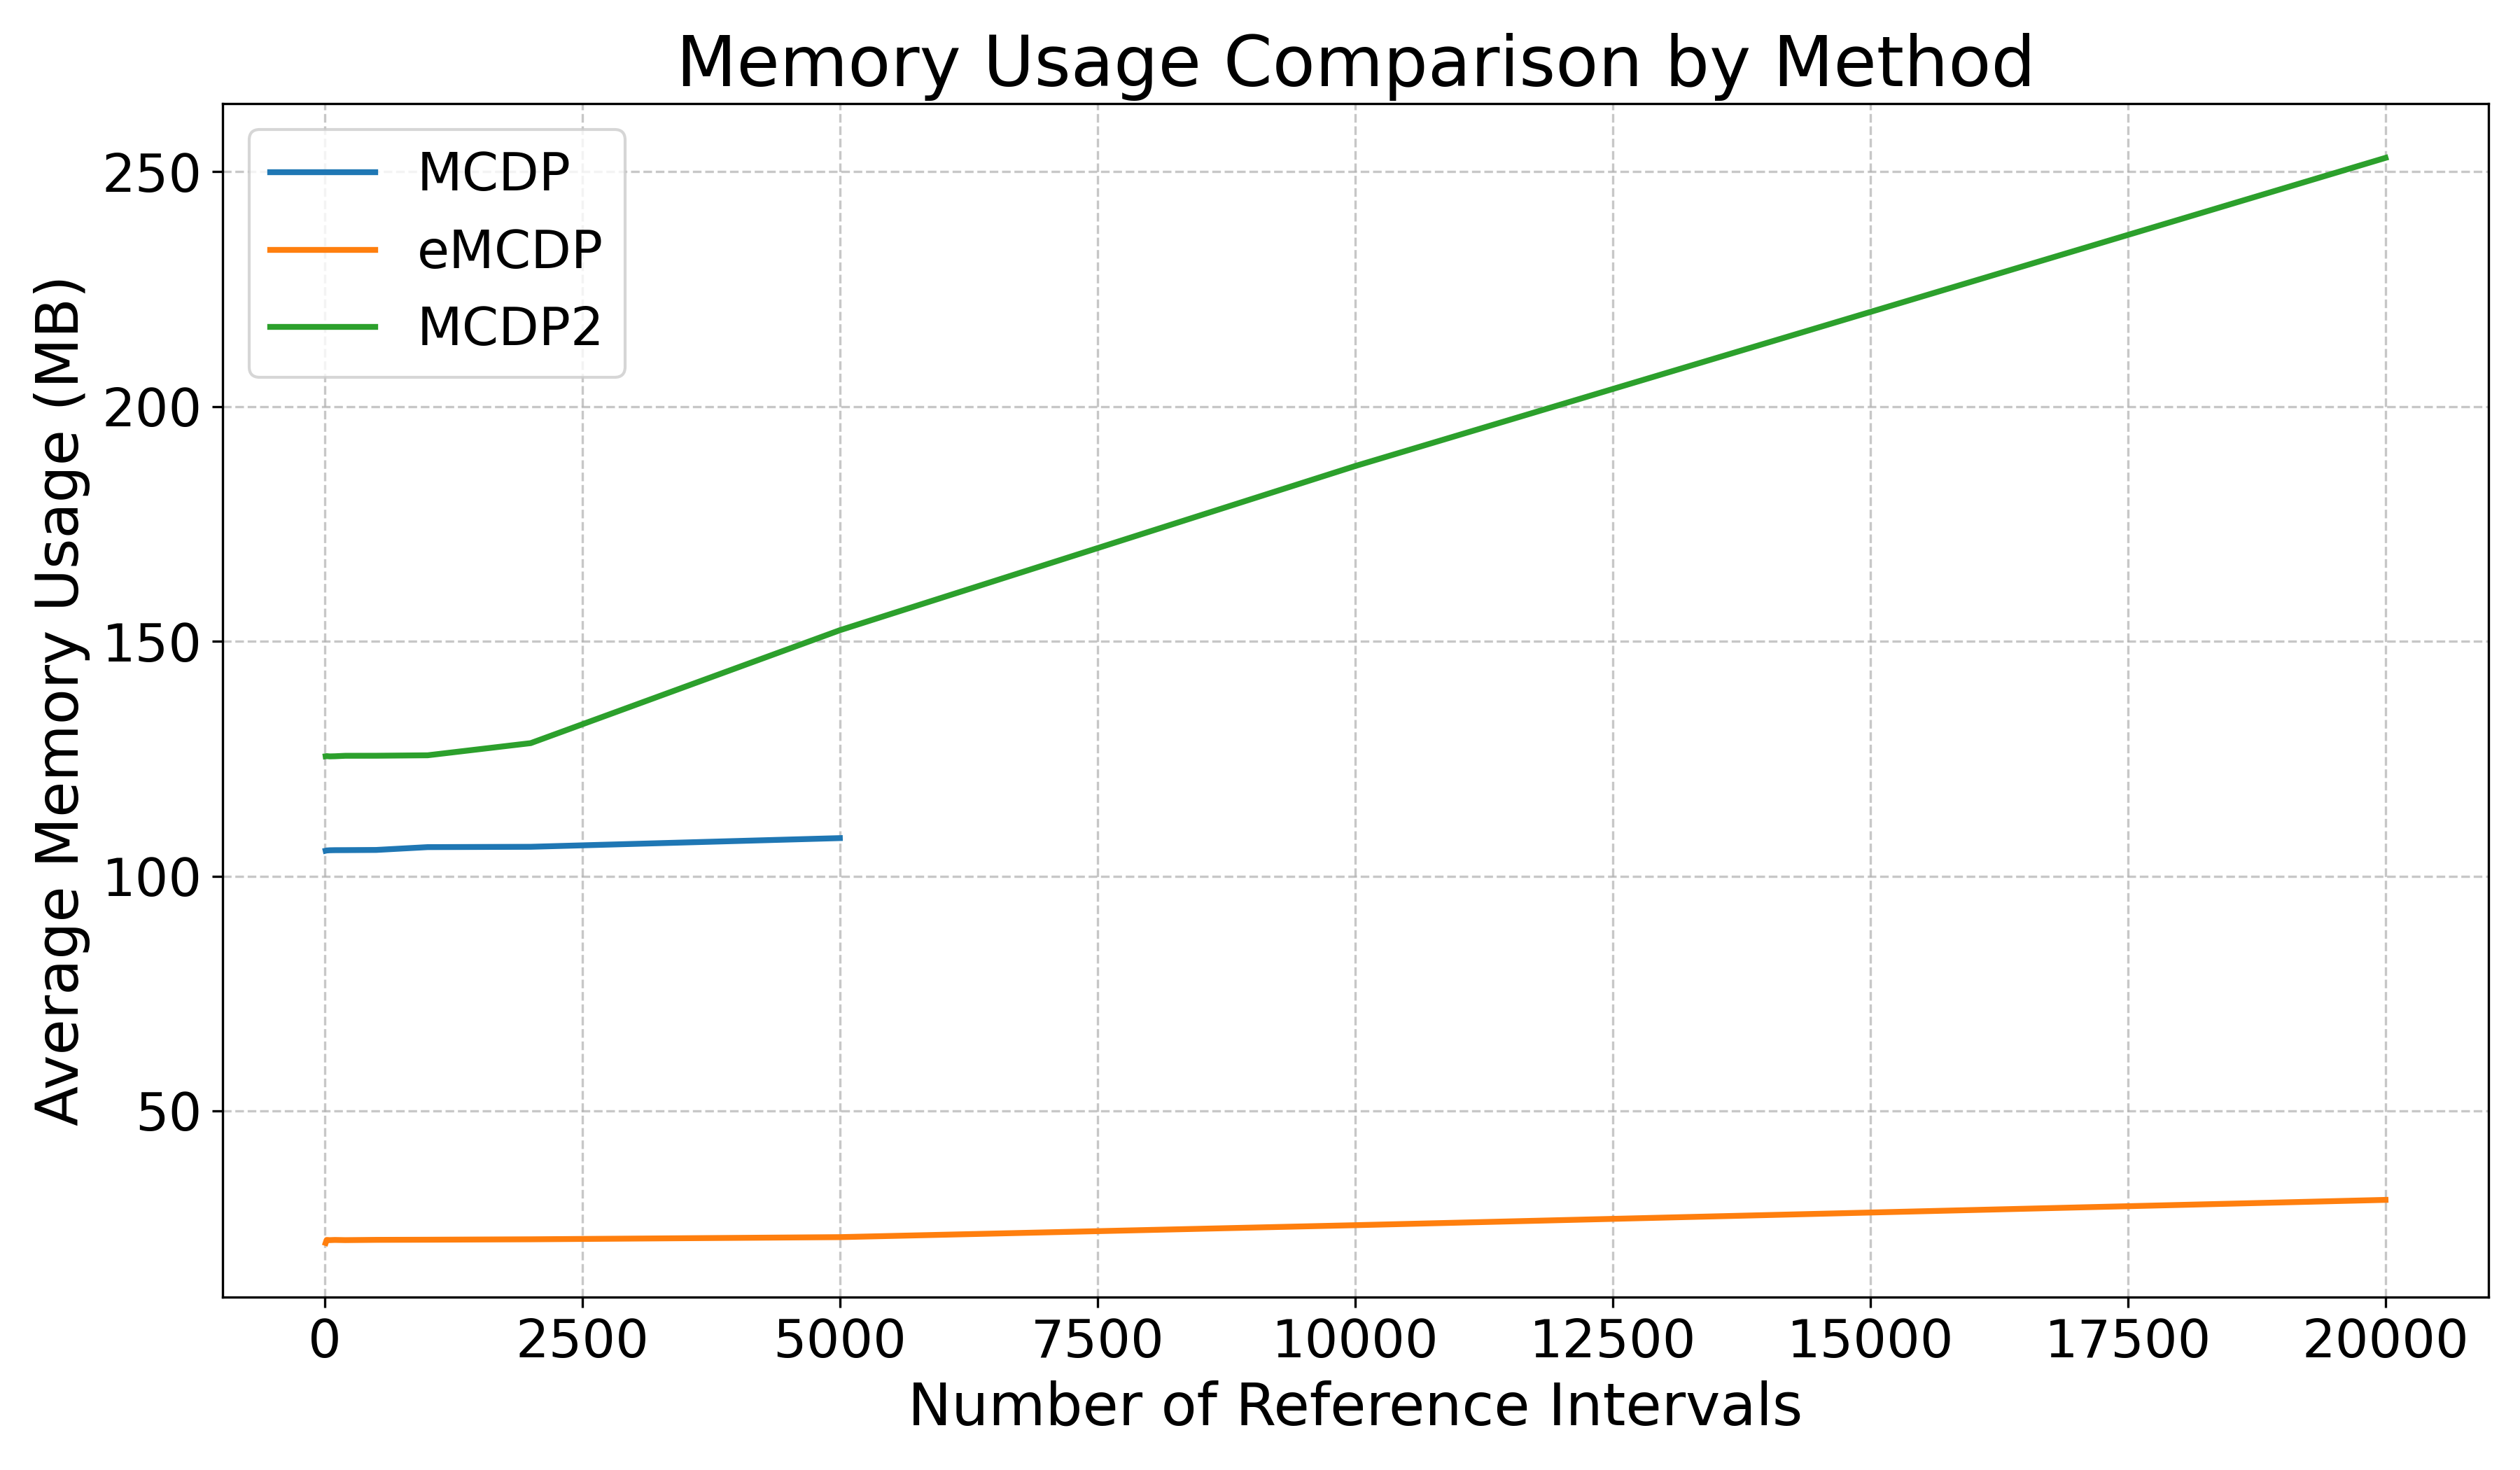 Memory Usage Comparison by Method
MCDP
eMCDP
MCDP2
Average Memory Usage (MB)
250
200
150
100
50
0 2500 5000 7500 10000 12500 15000 17500 20000
Number of Reference Intervals